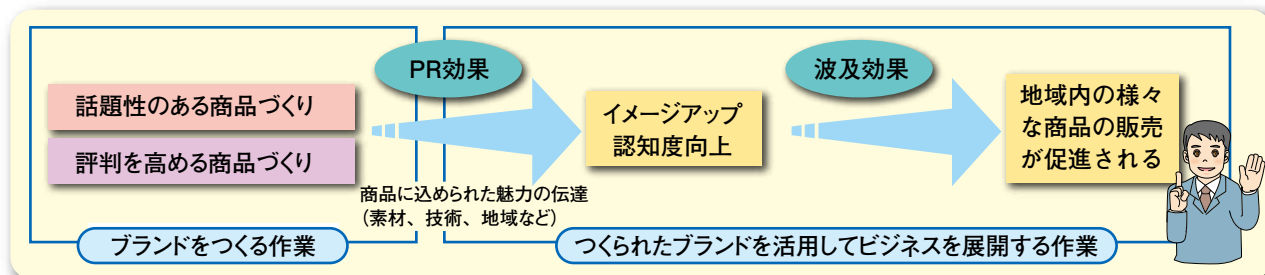 話題性のある商品づくり
評判を高める商品づくり
ブランドをつくる作業
PR効果
商品に込められた魅力の伝達
（素材、技術、地域など）
イメージアップ
認知度向上
波及効果
地域内の様々
な商品の販売
が促進される
つくられたブランドを活用してビジネスを展開する作業